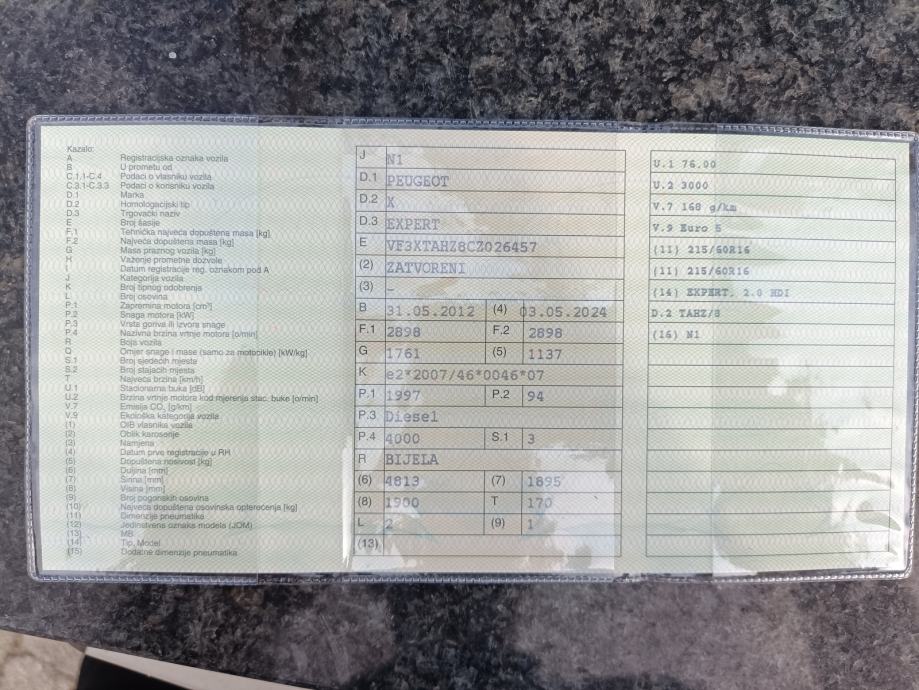 Kazalo:
A Registracijska oznaka vozila
B U prometu od
C.1.1-C.4 Podaci o vlasniku vozila
C.3.1-C.3.3 Podaci o korisniku vozila
D.1 Marka
D.2 Homologacijski tip
D.3 Trgovački naziv
E Broj šasije
F.1 Tehnička najveća dopuštena masa [kg]
F.2 Najveća dopuštena masa [kg]
G Masa praznog vozila [kg]
H Važenje prometne dozvole
I Datum registracije reg. oznakom pod A
J Kategorija vozila
K Broj tipnog odobrenja
L Broj osovina
P.1 Zapremina motora [cm³]
P.2 Snaga motora [kW]
P.3 Vrsta goriva ili izvora snage
P.4 Nazivna brzina vrtnje motora [o/min]
R Boja vozila
Q Omjer snage i mase (samo za motocikle) [kW/kg]
S.1 Broj sjedećih mjesta
S.2 Broj stajaćih mjesta
T Najveća brzina [km/h]
U.1 Stacionarna buka [dB]
U.2 Brzina vrtnje motora kod mjerenja stac. buke [o/min]
V.7 Emisija CO₂ [g/km]
V.9 Ekološka kategorija vozila
(1) OIB vlasnika vozila
(2) Oblik karoserije
(3) Namjena
(4) Datum prve registracije u RH
(5) Dopuštena nosivost [kg]
(6) Duljina [mm]
(7) Širina [mm]
(8) Visina [mm]
(9) Broj pogonskih osovina
(10) Najveća dopuštena osovinska opterećenja [kg]
(11) Dimenzije pneumatika
(12) Jedinstvena oznaka modela (JOM)
(13) MB
(14) Tip, Model
(15) Dodatne dimenzije pneumatika
J N1
D.1 PEUGEOT
D.2 X
D.3 EXPERT
E VF3XTAHZ8CZ026457
(2) ZATVORENI
(3) –
B 31.05.2012 (4) 03.05.2024
F.1 2898 F.2 2898
G 1761 (5) 1137
K e2*2007/46*0046*07
P.1 1997 P.2 94
P.3 Diesel
P.4 4000 S.1 3
R BIJELA
(6) 4813 (7) 1895
(8) 1900 T 170
L 2 (9) 1
(13)
U.1 76.00
U.2 3000
V.7 168 g/km
V.9 Euro 5
(11) 215/60R16
(11) 215/60R16
(14) EXPERT, 2.0 HDI
D.2 TAHZ/8
(16) N1